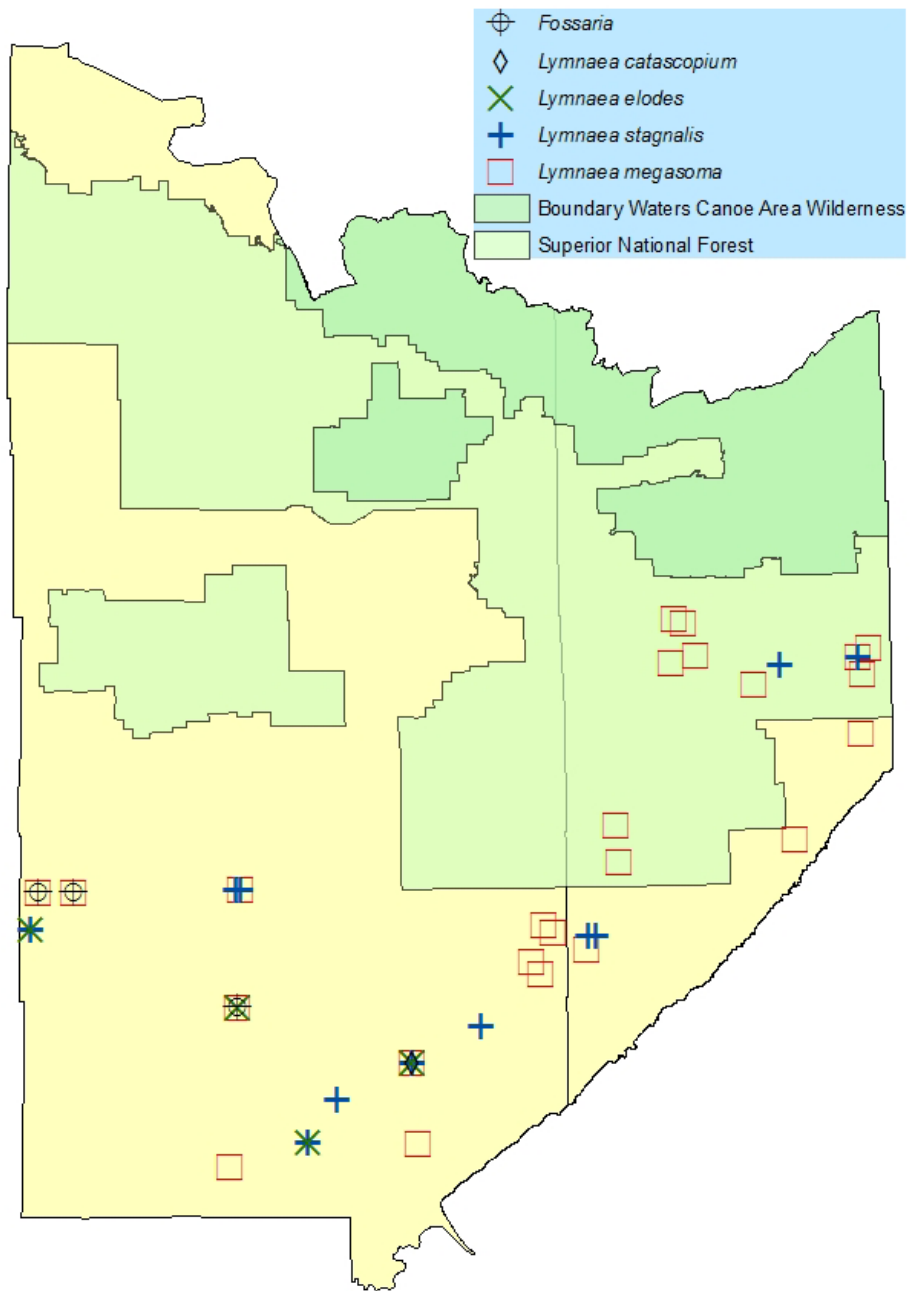 Fossaria
Lymnaea catascopium
Lymnaea elodes
Lymnaea stagnalis
Lymnaea megasoma
Boundary Waters Canoe Area Wilderness
Superior National Forest